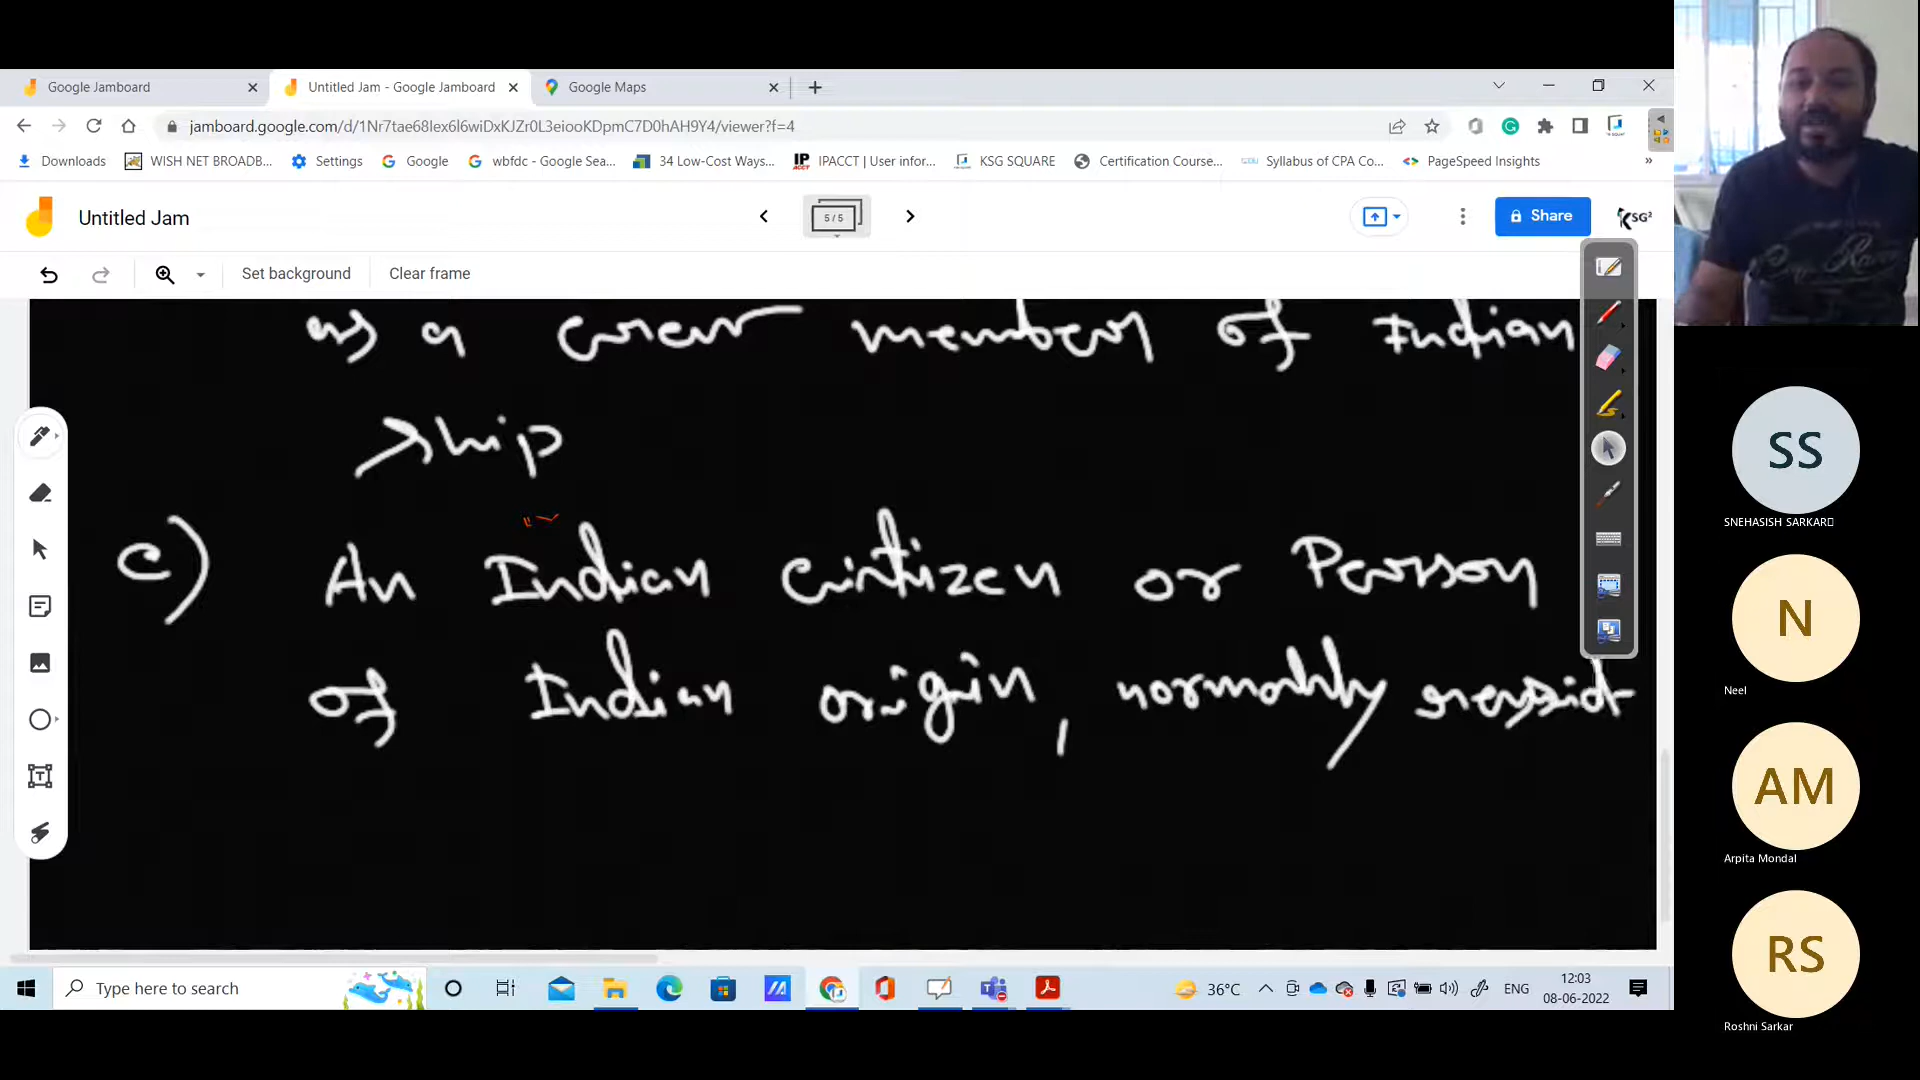 Google Jamboard
Untitled Jam - Google Jamboard
Google Maps
jamboard.google.com/d/1Nr7tae68Iex6l6wiDxKJZr0L3eiooKDpmC7D0hAH9Y4/viewer?f=4
Downloads
WISH NET BROADB...
Settings
Google
wbfdc - Google Sea...
34 Low-Cost Ways...
IPACCT | User infor...
KSG SQUARE
Certification Course...
Syllabus of CPA Co...
PageSpeed Insights
»
Untitled Jam
5 / 5
Share
KSG²
Set background
Clear frame
as a crew member of Indian
ship
c) An Indian citizen or Person
of Indian origin, normally
Type here to search
36°C
ENG
12:03
08-06-2022
SS
SNEHASISH SARKAR
N
Neel
AM
Arpita Mondal
RS
Roshni Sarkar